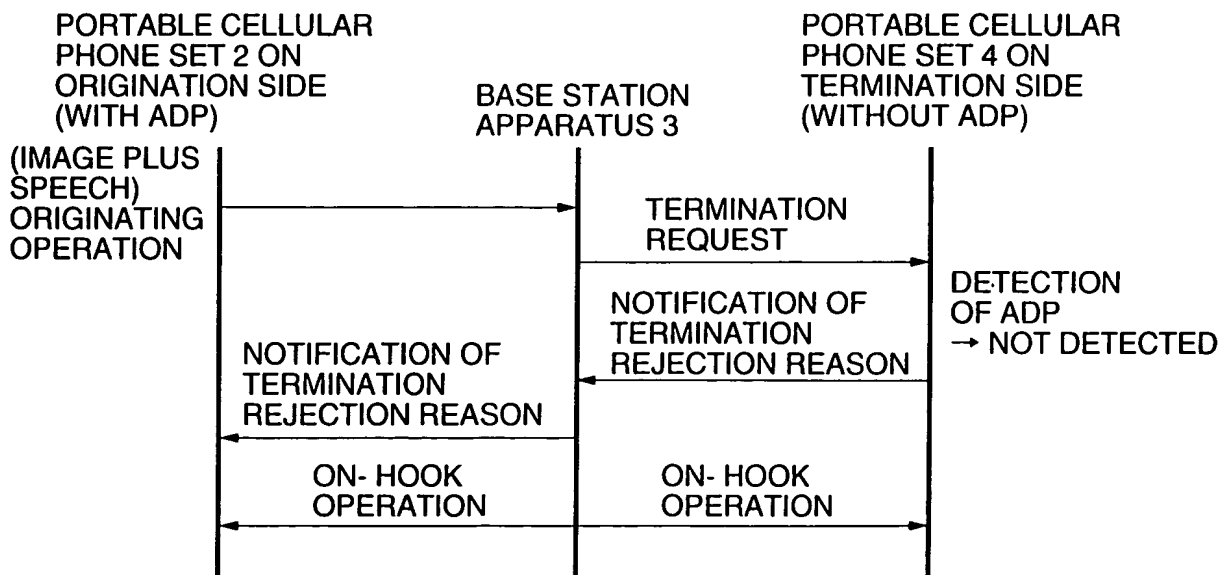 PORTABLE CELLULAR
PHONE SET 2 ON
ORIGINATION SIDE
(WITH ADP)
BASE STATION
APPARATUS 3
PORTABLE CELLULAR
PHONE SET 4 ON
TERMINATION SIDE
(WITHOUT ADP)
(IMAGE PLUS
SPEECH)
ORIGINATING
OPERATION
TERMINATION
REQUEST
DETECTION
OF ADP
→ NOT DETECTED
NOTIFICATION OF
TERMINATION
REJECTION REASON
NOTIFICATION OF
TERMINATION
REJECTION REASON
ON- HOOK
OPERATION
ON- HOOK
OPERATION